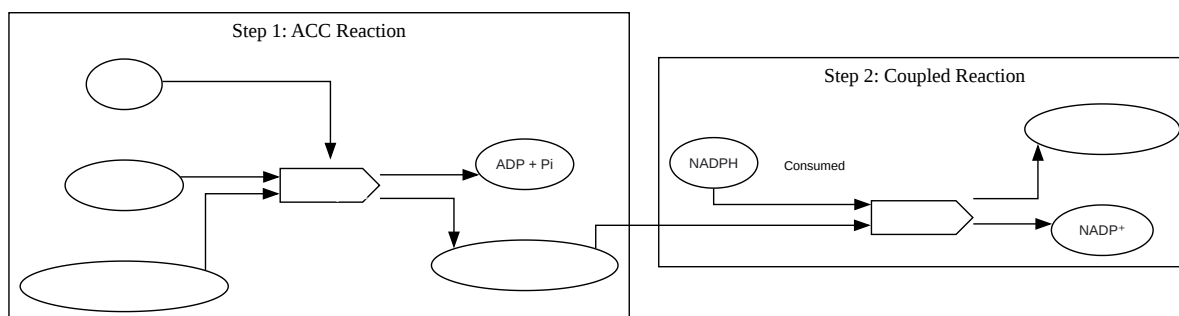 Step 1: ACC Reaction
ADP + Pi
Step 2: Coupled Reaction
NADPH
Consumed
NADP⁺